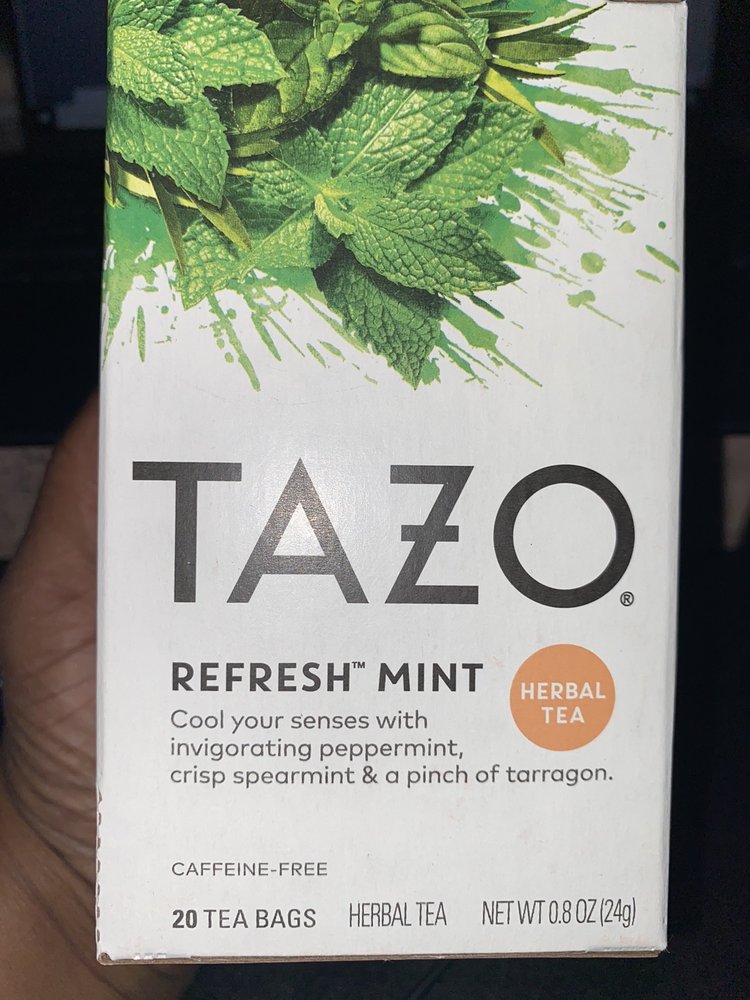 TAZO®
REFRESH™ MINT
HERBAL
TEA
Cool your senses with
invigorating peppermint,
crisp spearmint & a pinch of tarragon.
CAFFEINE-FREE
20 TEA BAGS HERBAL TEA NET WT 0.8 OZ (24g)